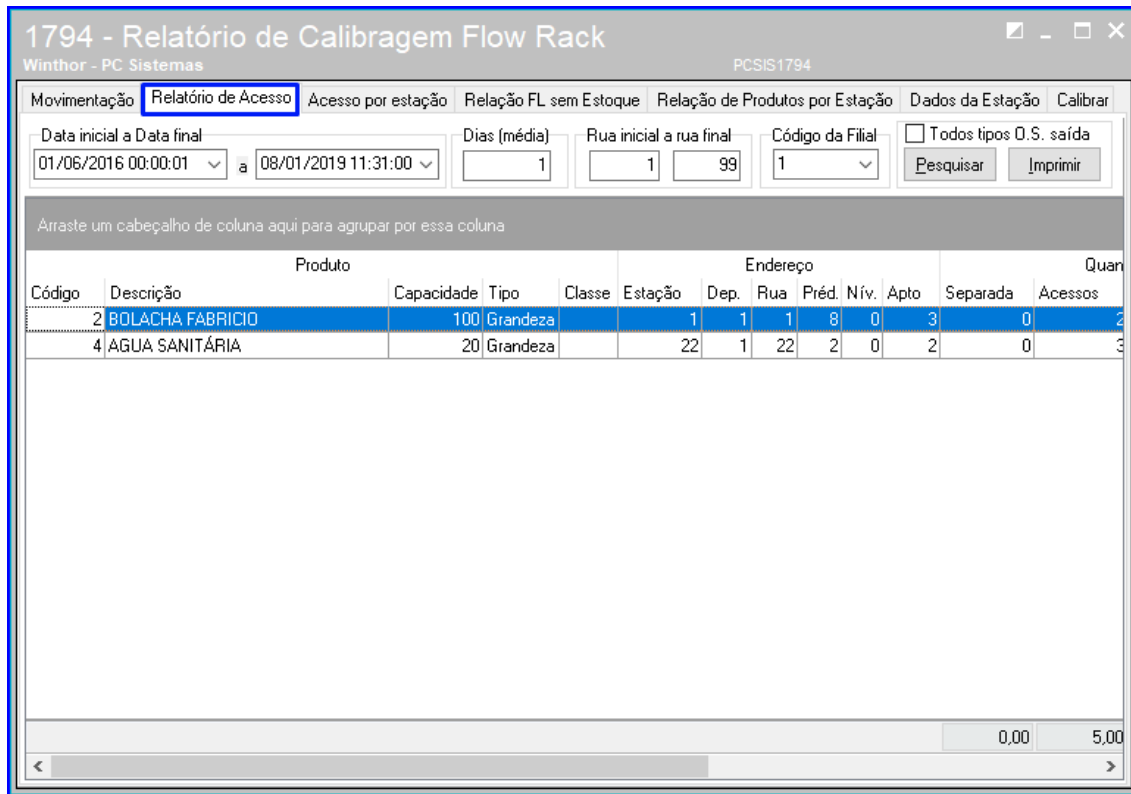 1794 - Relatório de Calibragem Flow Rack
Winthor - PC Sistemas PCSIS1794
Movimentação Relatório de Acesso Acesso por estação Relação FL sem Estoque Relação de Produtos por Estação Dados da Estação Calibrar
Data inicial a Data final Dias (média) Rua inicial a rua final Código da Filial Todos tipos O.S. saída
01/06/2016 00:00:01 a 08/01/2019 11:31:00 1 1 99 1 Pesquisar Imprimir
Arraste um cabeçalho de coluna aqui para agrupar por essa coluna
Produto Endereço Quan
Código Descrição Capacidade Tipo Classe Estação Dep. Rua Préd. Nív. Apto Separada Acessos
2 BOLACHA FABRICIO 100 Grandeza 1 1 1 8 0 3 0 2
4 AGUA SANITÁRIA 20 Grandeza 22 1 22 2 0 2 0 3
0,00 5,00